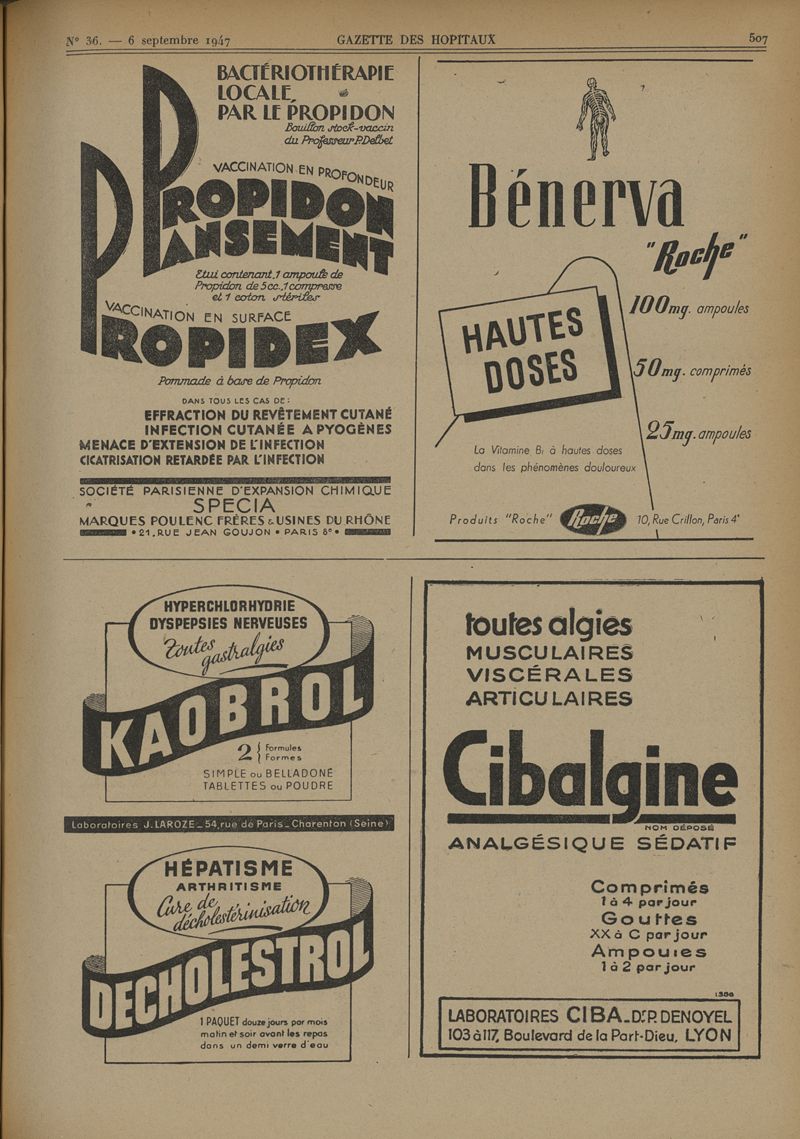 N° 36. — 6 septembre 1947 GAZETTE DES HOPITAUX 507
BACTÉRIOTHÉRAPIE
LOCALE,
PAR LE PROPIDON
Bouillon stock-vaccin
du Professeur P. Delbet
VACCINATION EN PROFONDEUR
PROPIDON
PANSEMENT
Etui contenant, 1 ampoule de
Propidon de 5cc., 1 compresse
et 1 coton stériles
VACCINATION EN SURFACE
PROPIDEX
Pommade à base de Propidon
DANS TOUS LES CAS DE :
EFFRACTION DU REVÊTEMENT CUTANÉ
INFECTION CUTANÉE A PYOGÈNES
MENACE D'EXTENSION DE L'INFECTION
CICATRISATION RETARDÉE PAR L'INFECTION
SOCIÉTÉ PARISIENNE D'EXPANSION CHIMIQUE
SPECIA
MARQUES POULENC FRÈRES & USINES DU RHÔNE
• 21, RUE JEAN GOUJON • PARIS 8e •
Bénerva
"Roche"
HAUTES
DOSES
100mg. ampoules
50mg. comprimés
25mg. ampoules
La Vitamine B1 à hautes doses
dans les phénomènes douloureux
Produits "Roche" Roche 10, Rue Crillon, Paris 4e
HYPERCHLORHYDRIE
DYSPEPSIES NERVEUSES
Toutes
gastralgies
KAOBROL
2 { Formules
Formes
SIMPLE ou BELLADONÉ
TABLETTES ou POUDRE
Laboratoires J. LAROZE _ 54, rue de Paris _ Charenton (Seine)
HÉPATISME
ARTHRITISME
Cure de
décholestérinisation
DECHOLESTROL
1 PAQUET douze jours par mois
matin et soir avant les repas
dans un demi verre d'eau
toutes algies
MUSCULAIRES
VISCÉRALES
ARTICULAIRES
Cibalgine
NOM DÉPOSÉ
ANALGÉSIQUE SÉDATIF
Comprimés
1 à 4 par jour
Gouttes
XX à C par jour
Ampoules
1 à 2 par jour
LABORATOIRES CIBA _ Dr. P. DENOYEL
103 à 117, Boulevard de la Part-Dieu, LYON